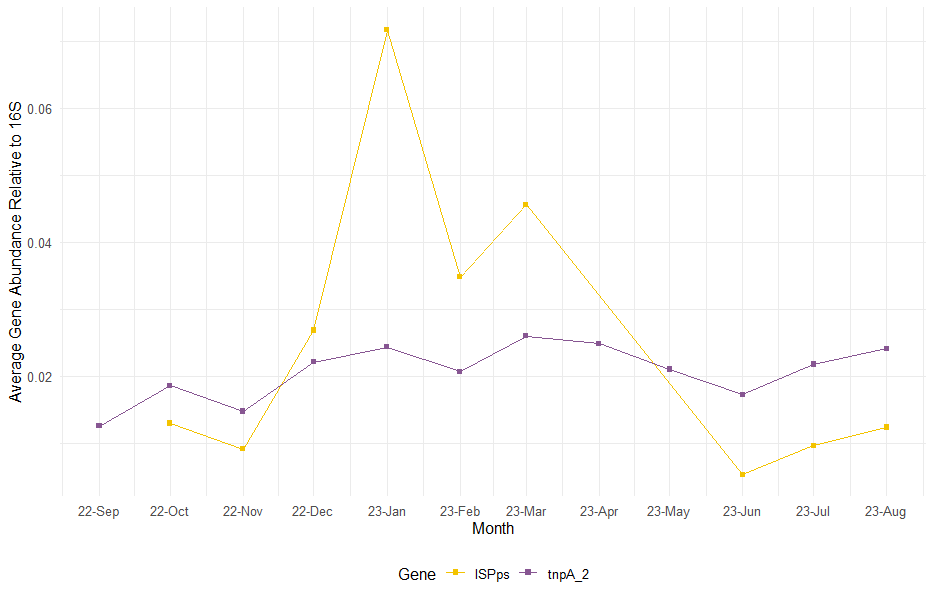 Average Gene Abundance Relative to 16S
0.06
0.04
0.02
22-Sep 22-Oct 22-Nov 22-Dec 23-Jan 23-Feb 23-Mar 23-Apr 23-May 23-Jun 23-Jul 23-Aug
Month
Gene ISPps tnpA_2